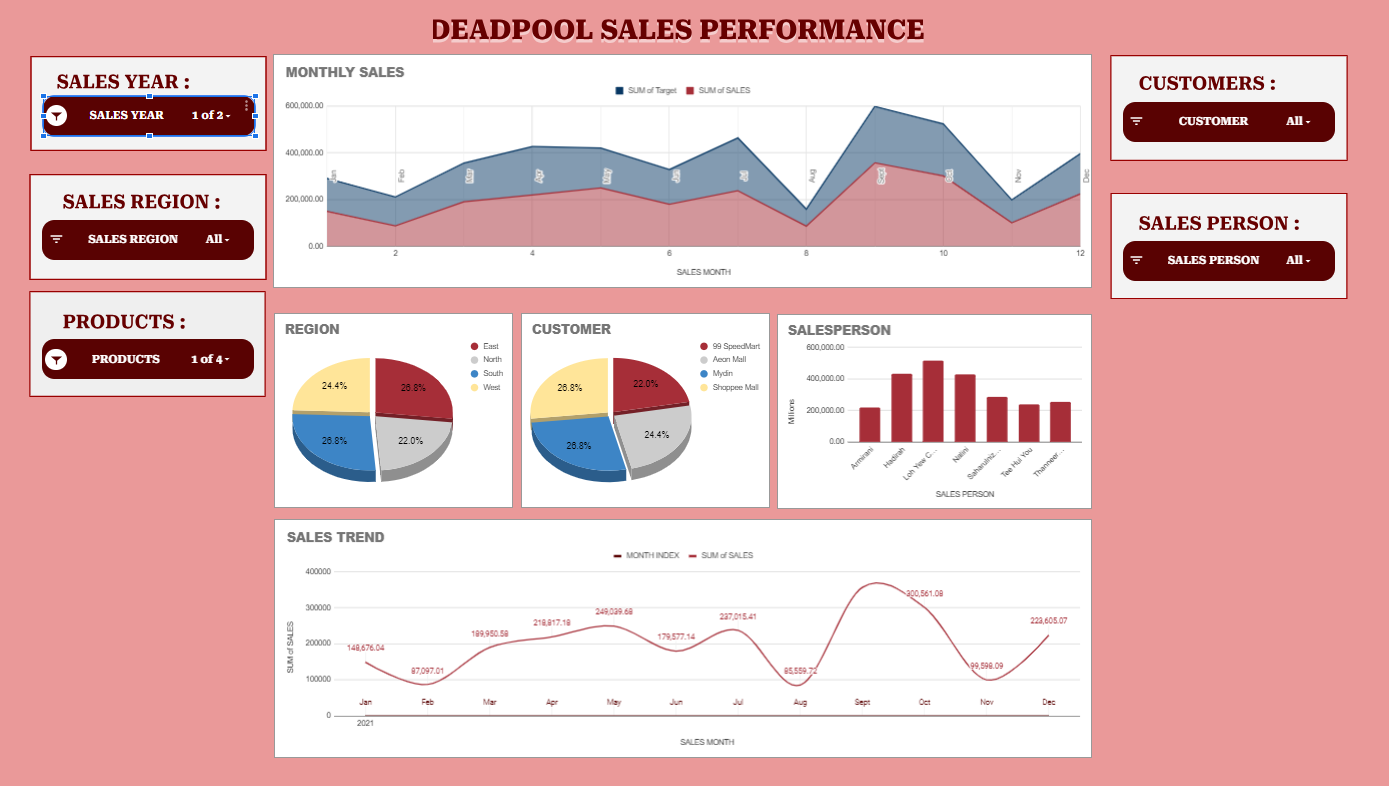 DEADPOOL SALES PERFORMANCE
SALES YEAR :
SALES YEAR 1 of 2
SALES REGION :
SALES REGION All
PRODUCTS :
PRODUCTS 1 of 4
MONTHLY SALES
SUM of Target SUM of SALES
600,000.00
400,000.00
200,000.00
0.00
Jan Feb Mar Apr May Jun Jul Aug Sept Oct Nov Dec
2 4 6 8 10 12
SALES MONTH
CUSTOMERS :
CUSTOMER All
SALES PERSON :
SALES PERSON All
REGION
East
North
South
West
24.4% 26.8%
26.8% 22.0%
CUSTOMER
99 SpeedMart
Aeon Mall
Mydin
Shoppee Mall
26.8% 22.0%
26.8% 24.4%
SALESPERSON
600,000.00
400,000.00
200,000.00
0.00
Millions
Armirani
Hadirah
Loh Yew C...
Nalini
Saharulniz...
Tee Hui You
Thanneer...
SALES PERSON
SALES TREND
MONTH INDEX SUM of SALES
400000
300000
200000
100000
0
SUM of SALES
148,676.04
87,097.01
189,950.58
218,817.18
249,039.68
179,577.14
237,015.41
85,559.72
300,561.08
99,598.09
223,605.07
Jan Feb Mar Apr May Jun Jul Aug Sept Oct Nov Dec
2021
SALES MONTH